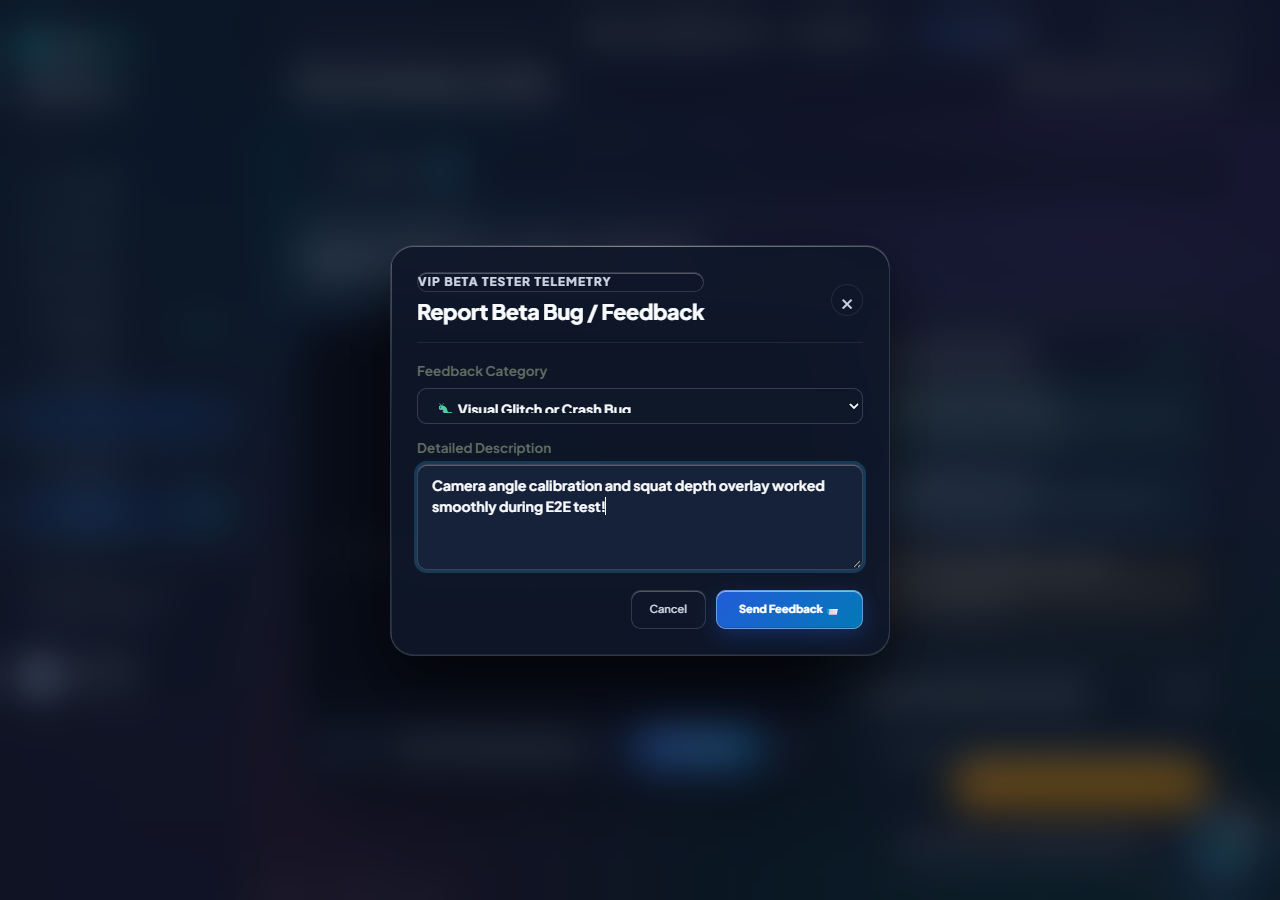 VIP BETA TESTER TELEMETRY
Report Beta Bug / Feedback
Feedback Category
Visual Glitch or Crash Bug
Detailed Description
Camera angle calibration and squat depth overlay worked
smoothly during E2E test!
Cancel
Send Feedback